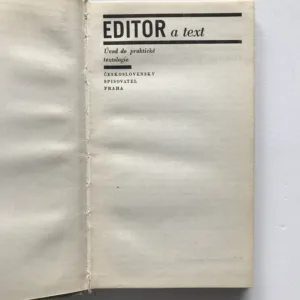 EDITOR a text
Úvod do praktické
textologie
ČESKOSLOVENSKÝ
SPISOVATEL
PRAHA